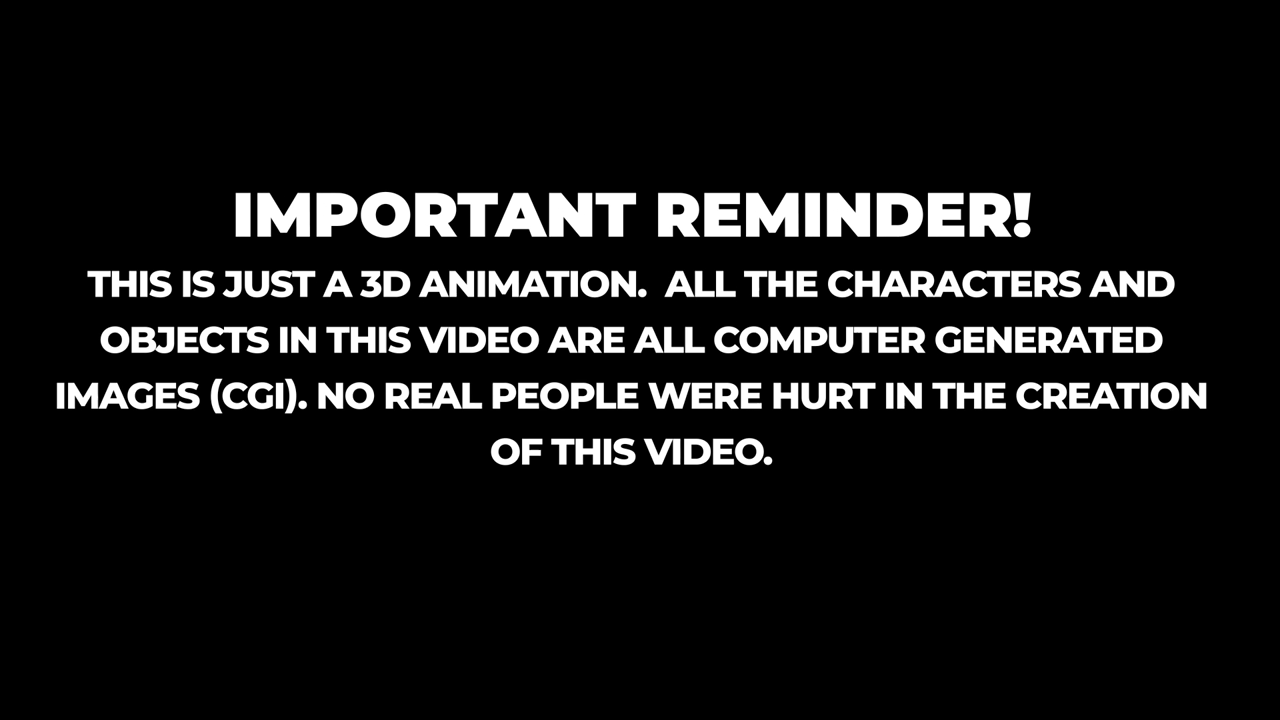 IMPORTANT REMINDER!
THIS IS JUST A 3D ANIMATION.  ALL THE CHARACTERS AND
OBJECTS IN THIS VIDEO ARE ALL COMPUTER GENERATED
IMAGES (CGI). NO REAL PEOPLE WERE HURT IN THE CREATION
OF THIS VIDEO.